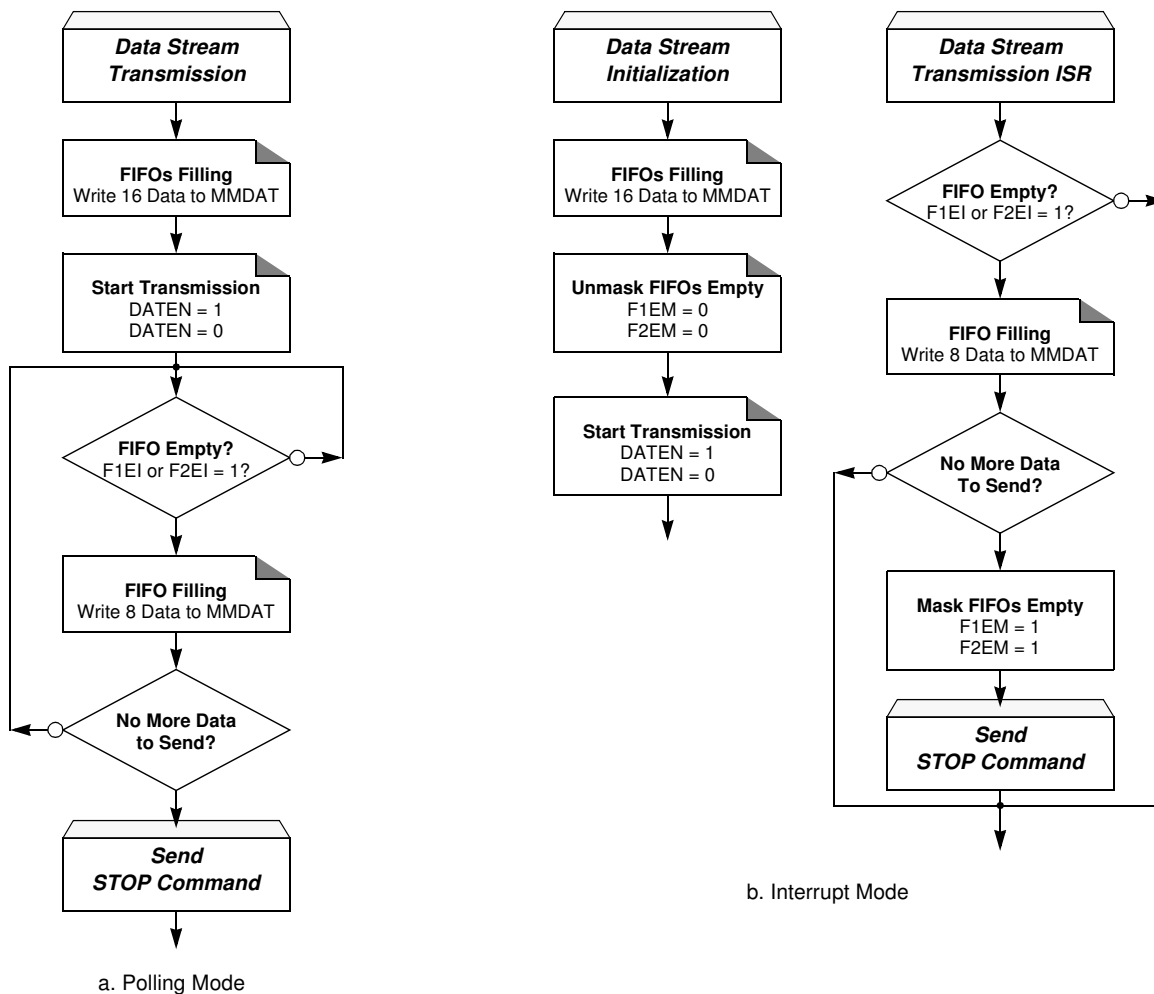 Data Stream
Transmission
FIFOs Filling
Write 16 Data to MMDAT
Start Transmission
DATEN = 1
DATEN = 0
FIFO Empty?
F1EI or F2EI = 1?
FIFO Filling
Write 8 Data to MMDAT
No More Data
to Send?
Send
STOP Command
a. Polling Mode
Data Stream
Initialization
FIFOs Filling
Write 16 Data to MMDAT
Unmask FIFOs Empty
F1EM = 0
F2EM = 0
Start Transmission
DATEN = 1
DATEN = 0
Data Stream
Transmission ISR
FIFO Empty?
F1EI or F2EI = 1?
FIFO Filling
Write 8 Data to MMDAT
No More Data
To Send?
Mask FIFOs Empty
F1EM = 1
F2EM = 1
Send
STOP Command
b. Interrupt Mode